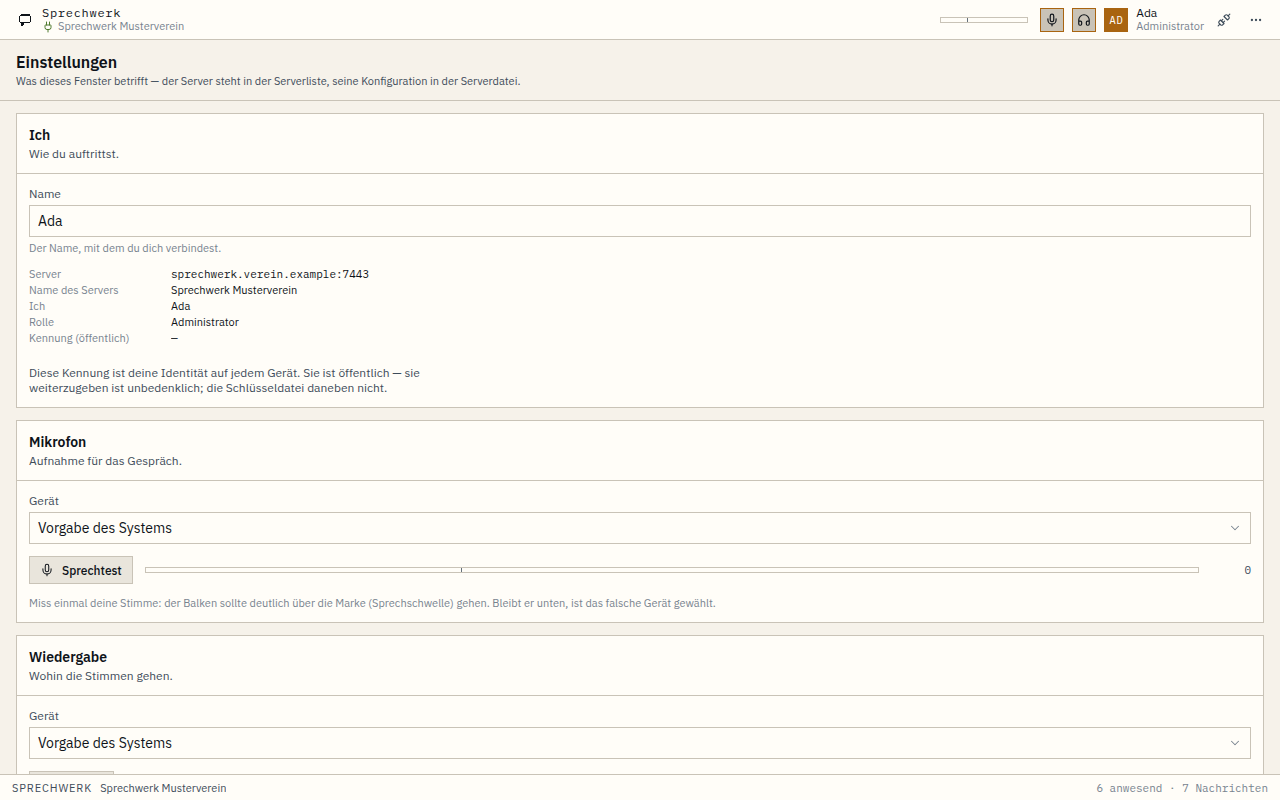 Sprechwerk
Sprechwerk Musterverein
AD
Ada
Administrator
Einstellungen
Was dieses Fenster betrifft — der Server steht in der Serverliste, seine Konfiguration in der Serverdatei.
Ich
Wie du auftrittst.
Name
Ada
Der Name, mit dem du dich verbindest.
Server sprechwerk.verein.example:7443
Name des Servers Sprechwerk Musterverein
Ich Ada
Rolle Administrator
Kennung (öffentlich) —
Diese Kennung ist deine Identität auf jedem Gerät. Sie ist öffentlich — sie
weiterzugeben ist unbedenklich; die Schlüsseldatei daneben nicht.
Mikrofon
Aufnahme für das Gespräch.
Gerät
Vorgabe des Systems
Sprechtest 0
Miss einmal deine Stimme: der Balken sollte deutlich über die Marke (Sprechschwelle) gehen. Bleibt er unten, ist das falsche Gerät gewählt.
Wiedergabe
Wohin die Stimmen gehen.
Gerät
Vorgabe des Systems
SPRECHWERK Sprechwerk Musterverein 6 anwesend · 7 Nachrichten